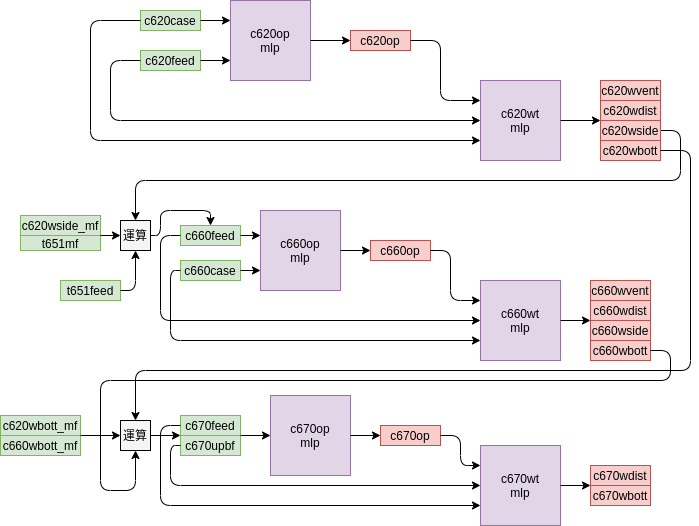 c620case
c620feed
c620op
mlp
c620op
c620wt
mlp
c620wvent
c620wdist
c620wside
c620wbott
c620wside_mf
t651mf
運算
t651feed
c660feed
c660case
c660op
mlp
c660op
c660wt
mlp
c660wvent
c660wdist
c660wside
c660wbott
c620wbott_mf
c660wbott_mf
運算
c670feed
c670upbf
c670op
mlp
c670op
c670wt
mlp
c670wdist
c670wbott